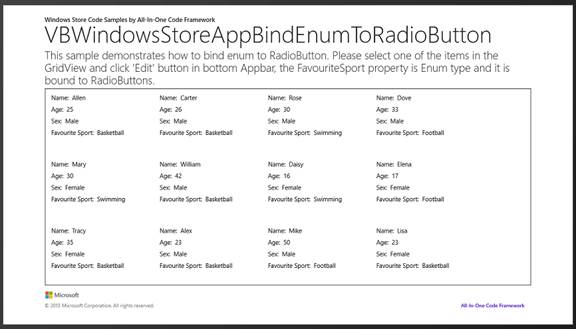 Windows Store Code Samples by All-In-One Code Framework
VBWindowsStoreAppBindEnumToRadioButton
This sample demonstrates how to bind enum to RadioButton. Please select one of the items in the
GridView and click 'Edit' button in bottom Appbar, the FavouriteSport property is Enum type and it is
bound to RadioButtons.
Name: Allen Name: Carter Name: Rose Name: Dove
Age: 25 Age: 26 Age: 30 Age: 33
Sex: Male Sex: Male Sex: Male Sex: Male
Favourite Sport: Basketball Favourite Sport: Basketball Favourite Sport: Swimming Favourite Sport: Football
Name: Mary Name: William Name: Daisy Name: Elena
Age: 30 Age: 42 Age: 16 Age: 17
Sex: Female Sex: Male Sex: Female Sex: Female
Favourite Sport: Swimming Favourite Sport: Basketball Favourite Sport: Swimming Favourite Sport: Football
Name: Tracy Name: Alex Name: Mike Name: Lisa
Age: 35 Age: 23 Age: 50 Age: 23
Sex: Female Sex: Male Sex: Male Sex: Female
Favourite Sport: Basketball Favourite Sport: Basketball Favourite Sport: Football Favourite Sport: Basketball
Microsoft
© 2013 Microsoft Corporation. All rights reserved. All-In-One Code Framework